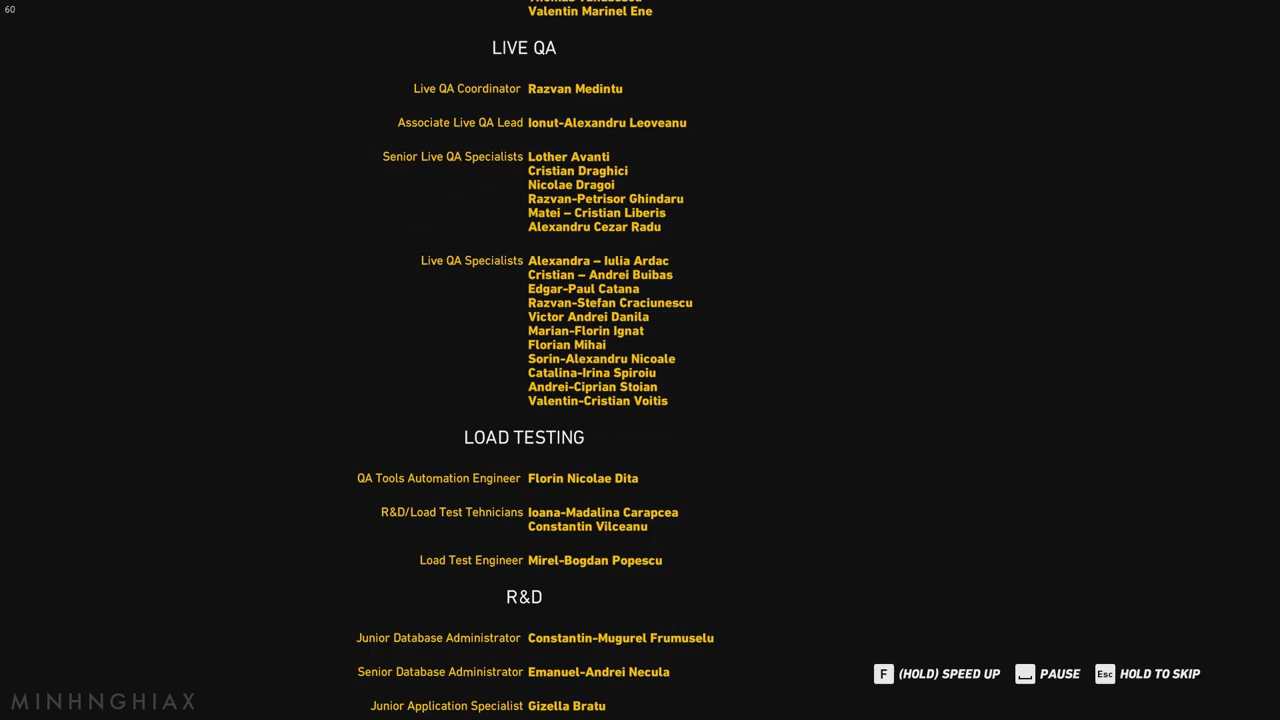 60
Valentin Marinel Ene
LIVE QA
Live QA Coordinator Razvan Medintu
Associate Live QA Lead Ionut-Alexandru Leoveanu
Senior Live QA Specialists Lother Avanti
Cristian Draghici
Nicolae Dragoi
Razvan-Petrisor Ghindaru
Matei – Cristian Liberis
Alexandru Cezar Radu
Live QA Specialists Alexandra – Iulia Ardac
Cristian – Andrei Buibas
Edgar-Paul Catana
Razvan-Stefan Craciunescu
Victor Andrei Danila
Marian-Florin Ignat
Florian Mihai
Sorin-Alexandru Nicoale
Catalina-Irina Spiroiu
Andrei-Ciprian Stoian
Valentin-Cristian Voitis
LOAD TESTING
QA Tools Automation Engineer Florin Nicolae Dita
R&D/Load Test Tehnicians Ioana-Madalina Carapcea
Constantin Vilceanu
Load Test Engineer Mirel-Bogdan Popescu
R&D
Junior Database Administrator Constantin-Mugurel Frumuselu
Senior Database Administrator Emanuel-Andrei Necula
F (HOLD) SPEED UP PAUSE Esc HOLD TO SKIP
Junior Application Specialist Gizella Bratu
MINHNGHIAX